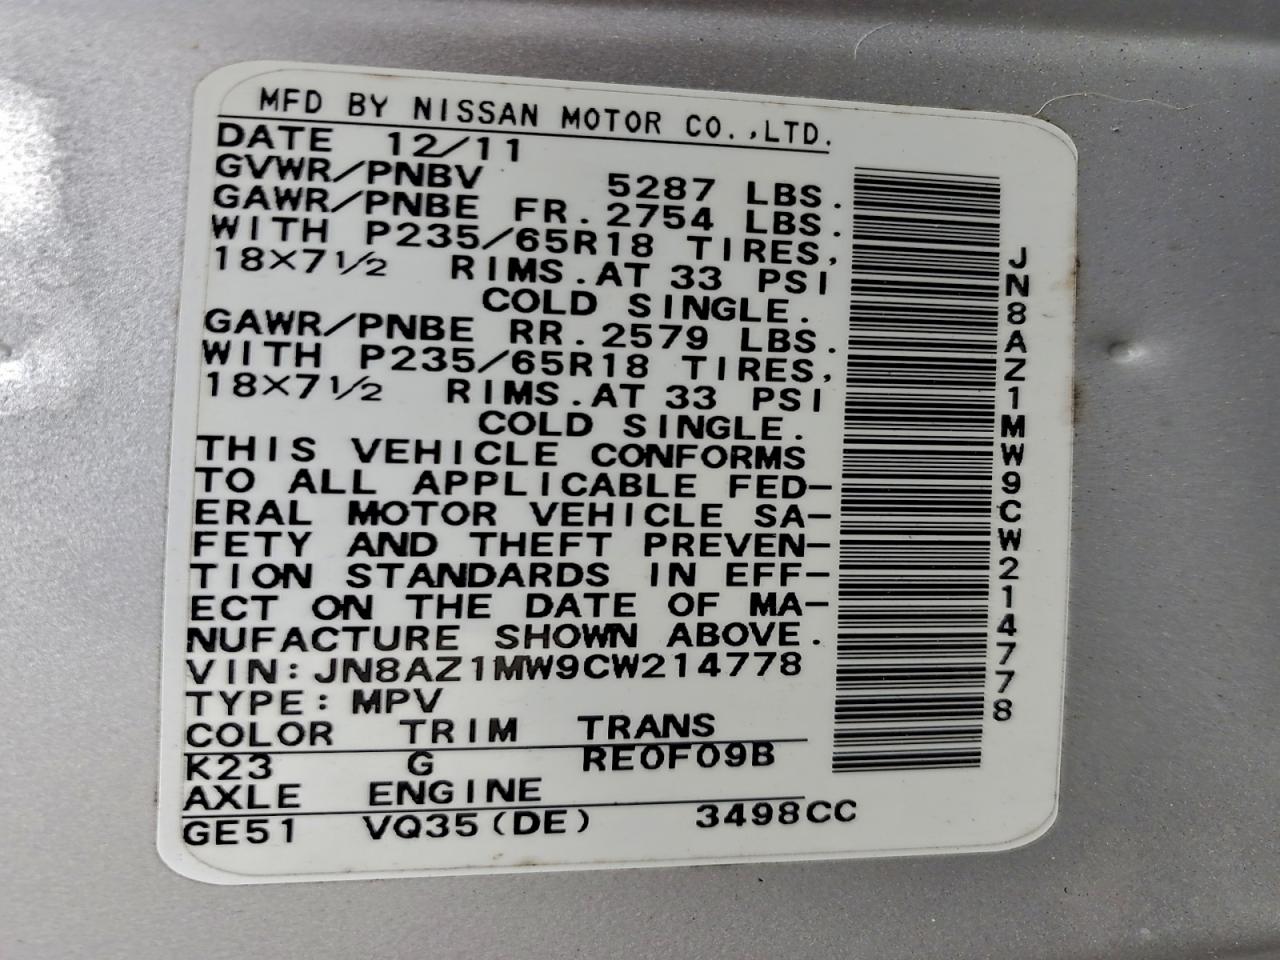 MFD BY NISSAN MOTOR CO.,LTD.
DATE 12/11
GVWR/PNBV 5287 LBS.
GAWR/PNBE FR. 2754 LBS.
WITH P235/65R18 TIRES,
18×7½ RIMS.AT 33 PSI
COLD SINGLE.
GAWR/PNBE RR. 2579 LBS.
WITH P235/65R18 TIRES,
18×7½ RIMS.AT 33 PSI
COLD SINGLE.
THIS VEHICLE CONFORMS
TO ALL APPLICABLE FED-
ERAL MOTOR VEHICLE SA-
FETY AND THEFT PREVEN-
TION STANDARDS IN EFF-
ECT ON THE DATE OF MA-
NUFACTURE SHOWN ABOVE.
VIN:JN8AZ1MW9CW214778
TYPE:MPV
COLOR TRIM TRANS
K23 G RE0F09B
AXLE ENGINE
GE51 VQ35(DE) 3498CC
JN8AZ1MW9CW214778